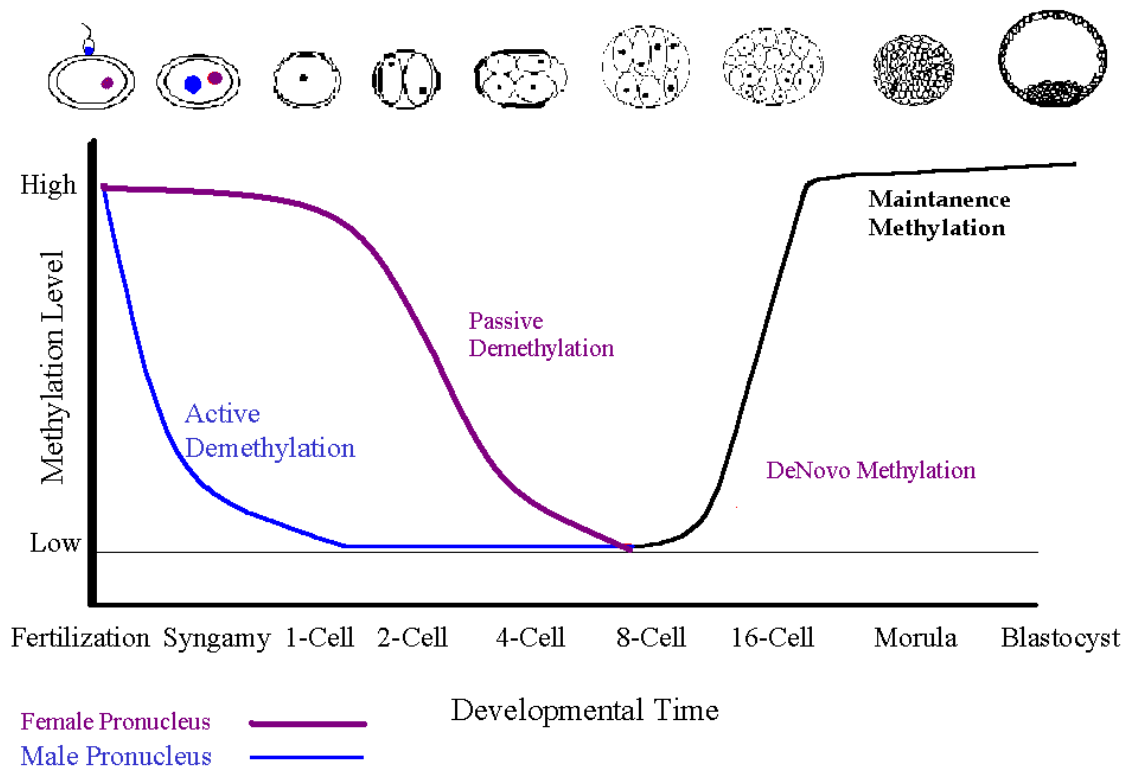 High
Methylation Level
Low
Active
Demethylation
Passive
Demethylation
Maintanence
Methylation
DeNovo Methylation
Fertilization Syngamy 1-Cell 2-Cell 4-Cell 8-Cell 16-Cell Morula Blastocyst
Developmental Time
Female Pronucleus
Male Pronucleus